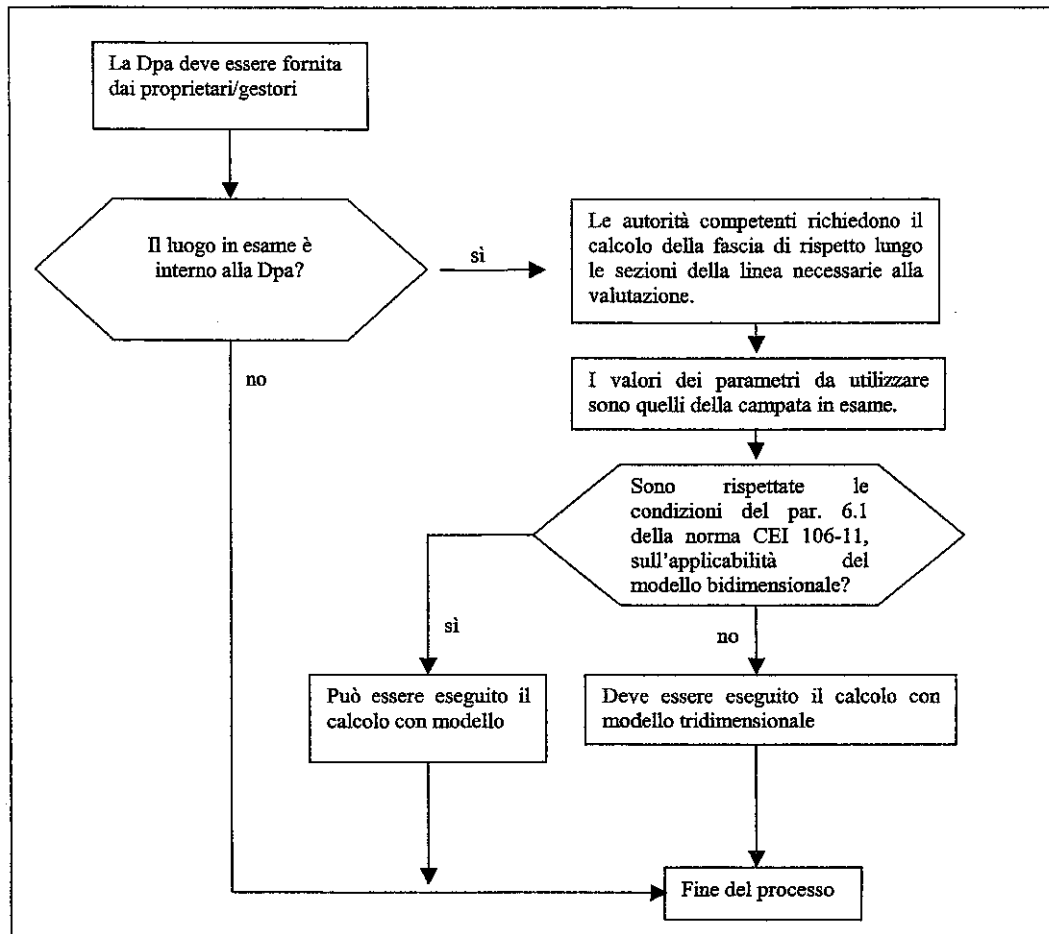 La Dpa deve essere fornita
dai proprietari/gestori
Il luogo in esame è
interno alla Dpa?
sì
Le autorità competenti richiedono il
calcolo della fascia di rispetto lungo
le sezioni della linea necessarie alla
valutazione.
no
I valori dei parametri da utilizzare
sono quelli della campata in esame.
Sono rispettate le
condizioni del par. 6.1
della norma CEI 106-11,
sull'applicabilità del
modello bidimensionale?
sì
no
Può essere eseguito il
calcolo con modello
Deve essere eseguito il calcolo con
modello tridimensionale
Fine del processo